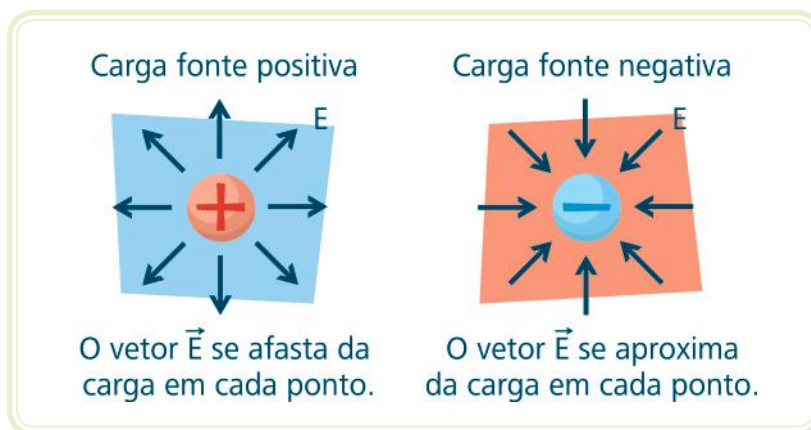 Carga fonte positiva
Carga fonte negativa
E
E
+
−
O vetor E⃗ se afasta da
carga em cada ponto.
O vetor E⃗ se aproxima
da carga em cada ponto.